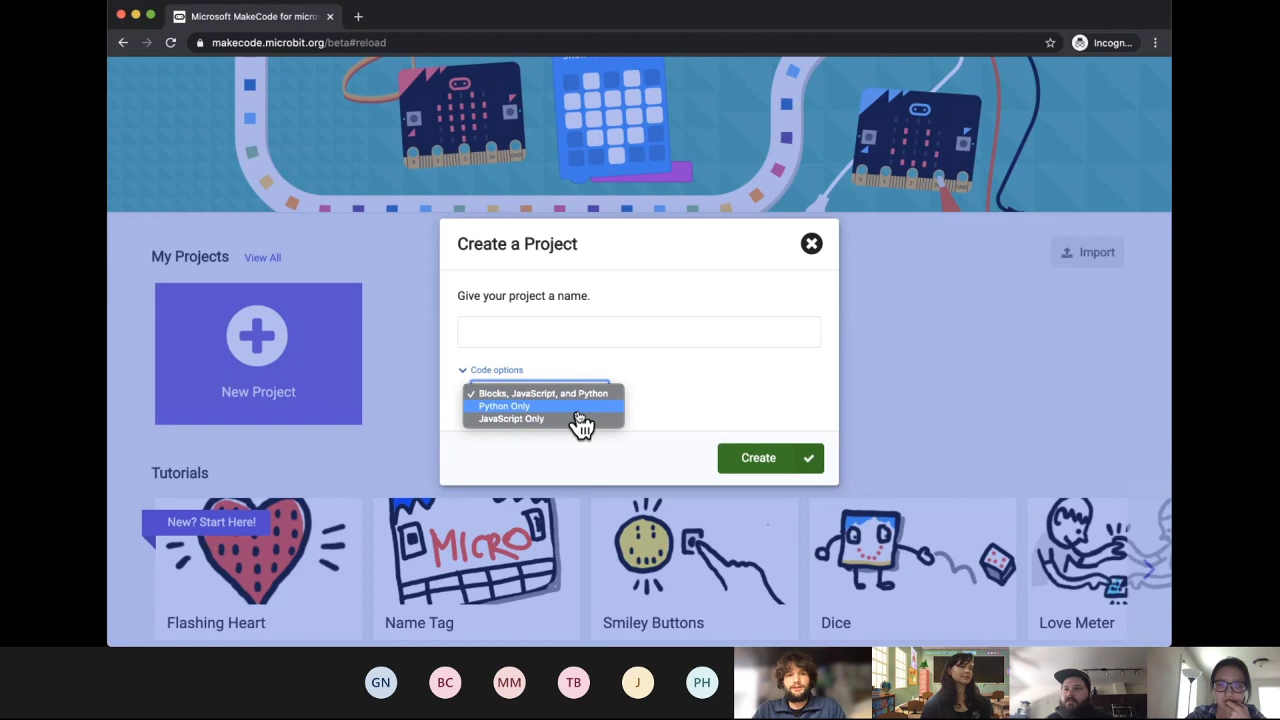 Microsoft MakeCode for micro
makecode.microbit.org/beta#reload
Incogn...
My Projects
View All
Import
New Project
Create a Project
Give your project a name.
Code options
Blocks, JavaScript, and Python
Python Only
JavaScript Only
Create
Tutorials
New? Start Here!
MICRO
Flashing Heart
Name Tag
Smiley Buttons
Dice
Love Meter
GN
BC
MM
TB
J
PH